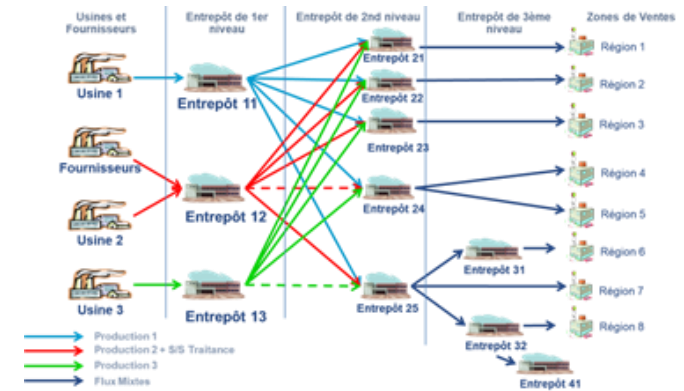 Usines et
Fournisseurs
Entrepôt de 1er
niveau
Entrepôt de 2nd niveau
Entrepôt de 3ème
niveau
Zones de Ventes
Usine 1
Entrepôt 11
Entrepôt 21
Région 1
Entrepôt 22
Région 2
Entrepôt 23
Région 3
Fournisseurs
Entrepôt 12
Entrepôt 24
Région 4
Région 5
Usine 2
Entrepôt 31
Région 6
Usine 3
Entrepôt 13
Entrepôt 25
Région 7
Entrepôt 32
Région 8
Entrepôt 41
Production 1
Production 2 + S/S Traitance
Production 3
Flux Mixtes